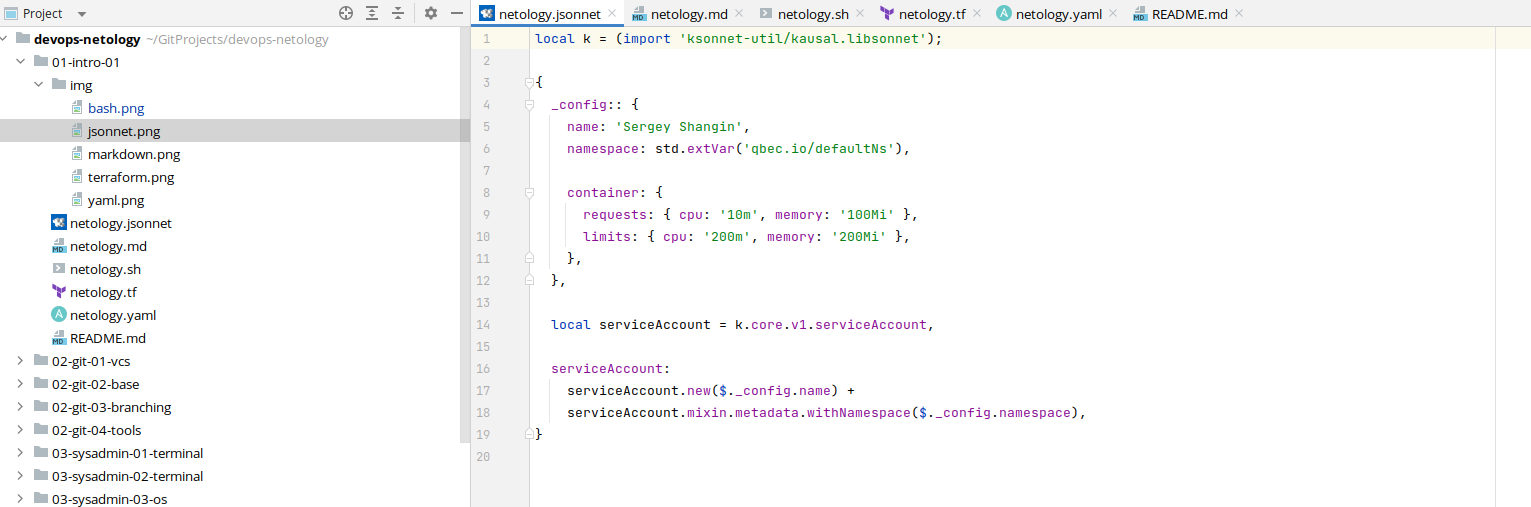 Project
devops-netology ~/GitProjects/devops-netology
01-intro-01
img
bash.png
jsonnet.png
markdown.png
terraform.png
yaml.png
netology.jsonnet
netology.md
netology.sh
netology.tf
netology.yaml
README.md
02-git-01-vcs
02-git-02-base
02-git-03-branching
02-git-04-tools
03-sysadmin-01-terminal
03-sysadmin-02-terminal
03-sysadmin-03-os
netology.jsonnet netology.md netology.sh netology.tf netology.yaml README.md
1 local k = (import 'ksonnet-util/kausal.libsonnet');
2
3 {
4 _config:: {
5 name: 'Sergey Shangin',
6 namespace: std.extVar('qbec.io/defaultNs'),
7
8 container: {
9 requests: { cpu: '10m', memory: '100Mi' },
10 limits: { cpu: '200m', memory: '200Mi' },
11 },
12 },
13
14 local serviceAccount = k.core.v1.serviceAccount,
15
16 serviceAccount:
17 serviceAccount.new($._config.name) +
18 serviceAccount.mixin.metadata.withNamespace($._config.namespace),
19 }
20